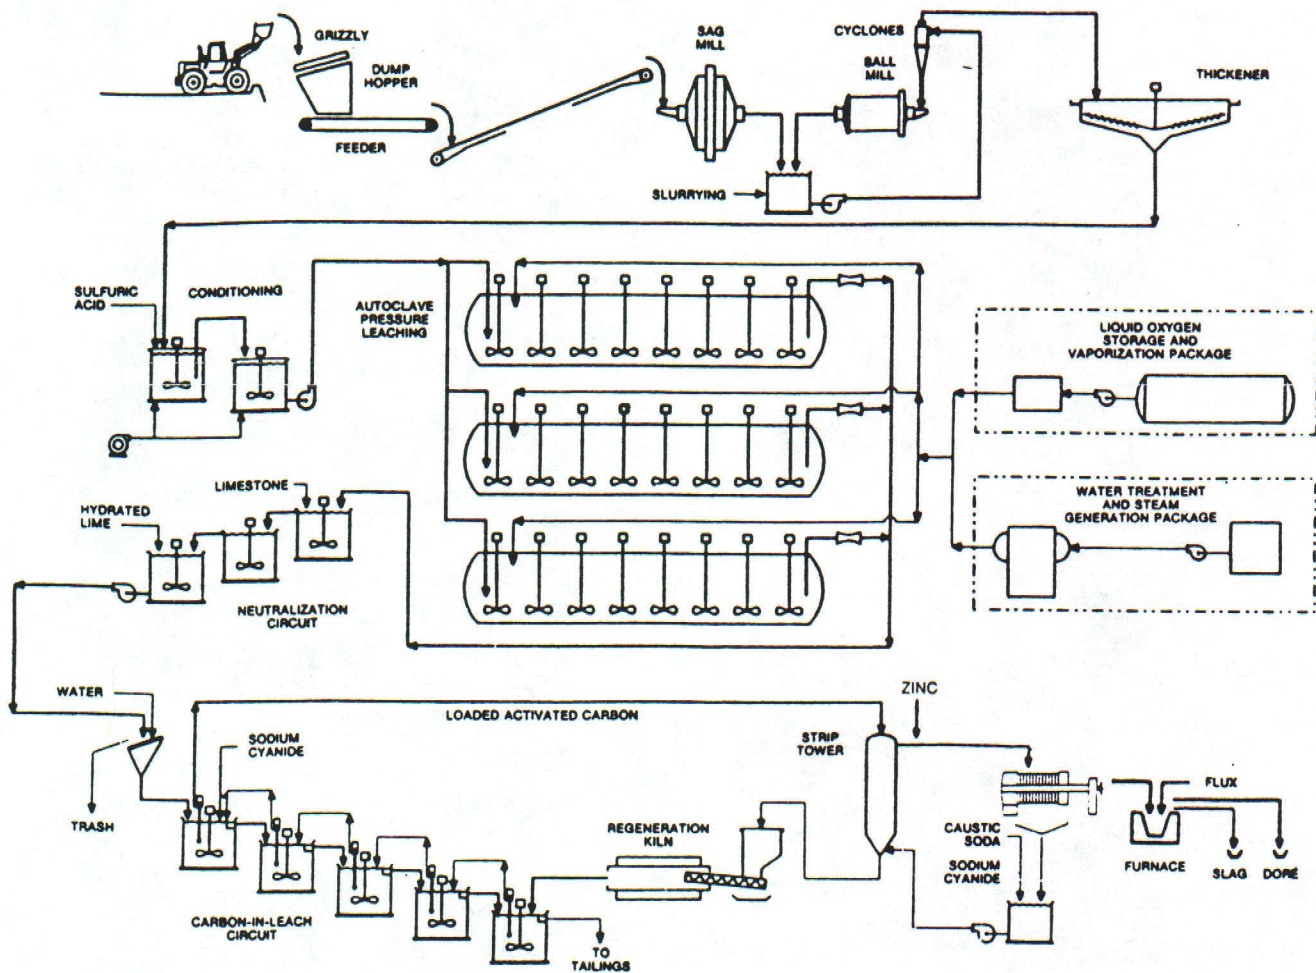 GRIZZLY
DUMP
HOPPER
FEEDER
SAG
MILL
CYCLONES
BALL
MILL
THICKENER
SLURRYING
SULFURIC
ACID
CONDITIONING
AUTOCLAVE
PRESSURE
LEACHING
LIQUID OXYGEN
STORAGE AND
VAPORIZATION PACKAGE
LIMESTONE
HYDRATED
LIME
NEUTRALIZATION
CIRCUIT
WATER TREATMENT
AND STEAM
GENERATION PACKAGE
WATER
LOADED ACTIVATED CARBON
ZINC
SODIUM
CYANIDE
STRIP
TOWER
TRASH
REGENERATION
KILN
CAUSTIC
SODA
SODIUM
CYANIDE
FLUX
FURNACE
SLAG
DORÉ
CARBON-IN-LEACH
CIRCUIT
TO
TAILINGS